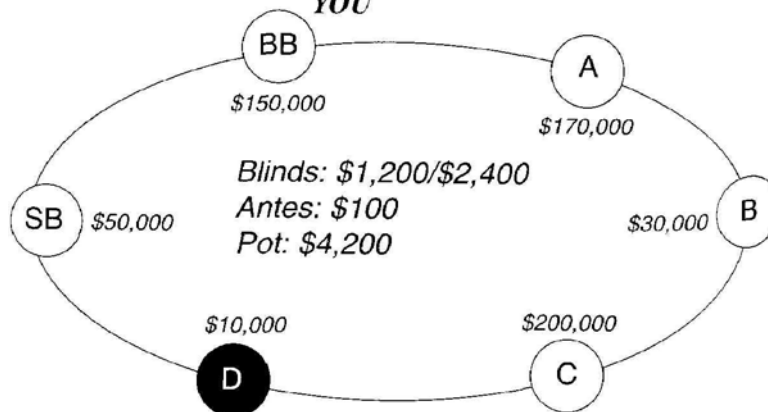 YOU
BB
A
$150,000
$170,000
Blinds: $1,200/$2,400
Antes: $100
Pot: $4,200
SB
$50,000
$30,000
B
$10,000
$200,000
D
C